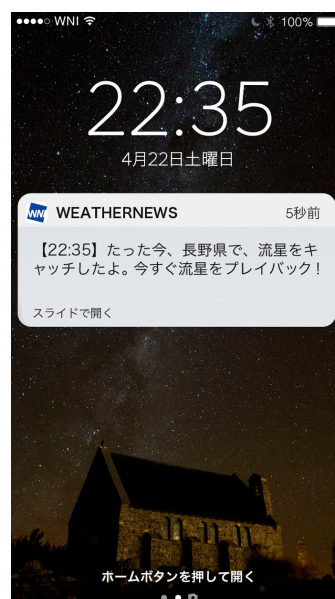 WNI 100%
22:35
4月22日土曜日
WNI WEATHERNEWS 5秒前
【22:35】たった今、長野県で、流星をキ
ャッチしたよ。今すぐ流星をプレイバック！
スライドで開く
ホームボタンを押して開く